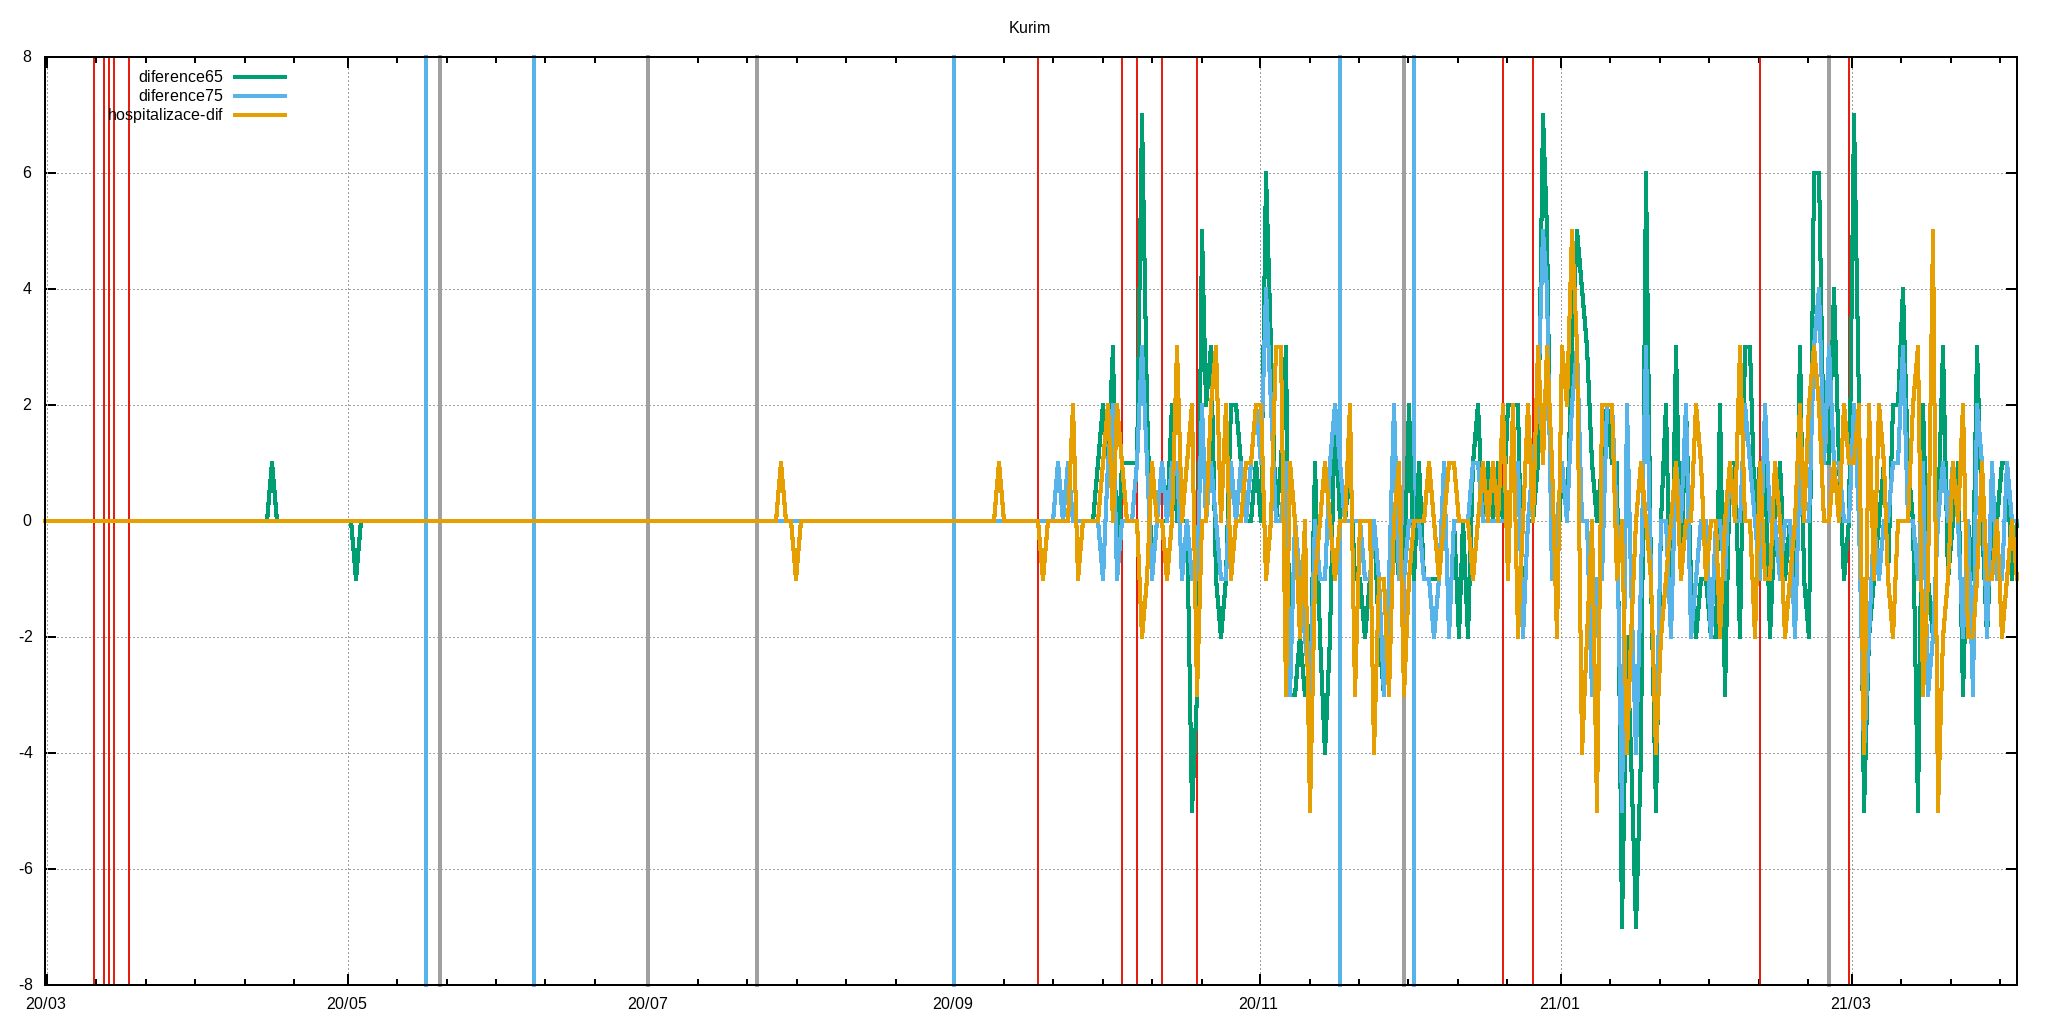 Kurim
8
diference65
diference75
hospitalizace-dif
6
4
2
0
-2
-4
-6
-8
20/03 20/05 20/07 20/09 20/11 21/01 21/03